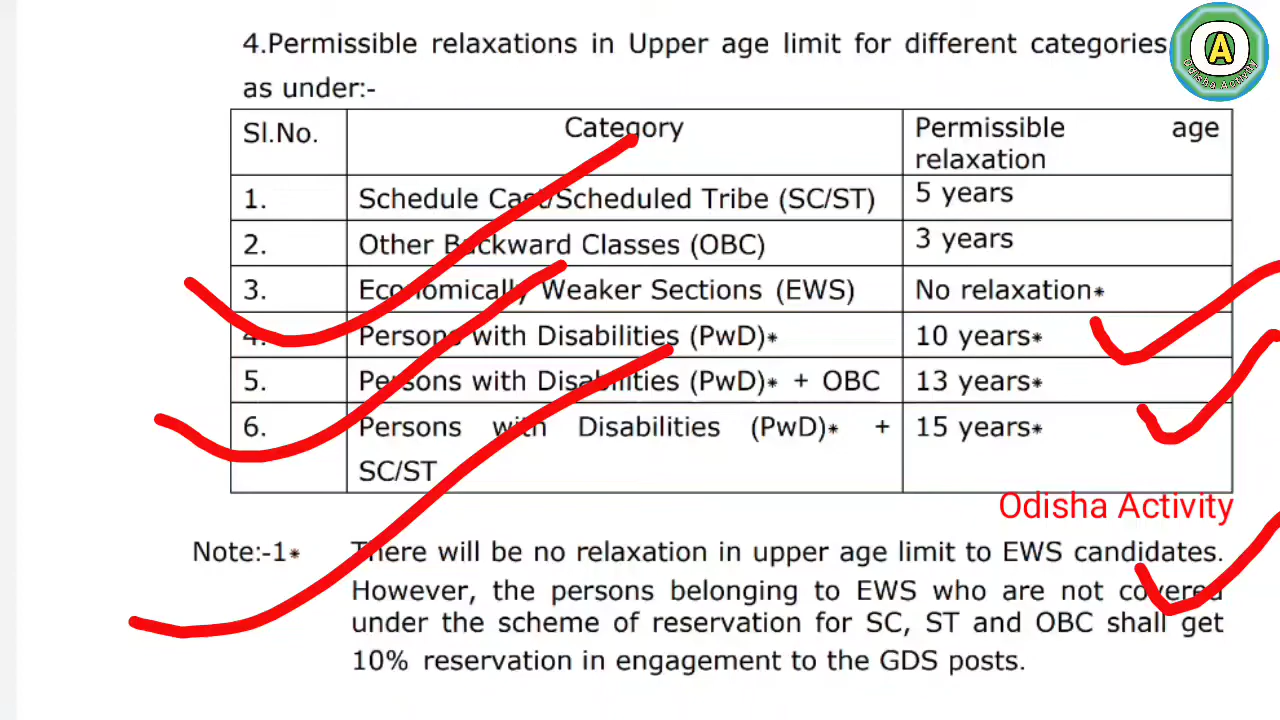 4.Permissible relaxations in Upper age limit for different categories
as under:-
Sl.No. Category Permissible age relaxation
1. Schedule Cast/Scheduled Tribe (SC/ST) 5 years
2. Other Backward Classes (OBC) 3 years
3. Economically Weaker Sections (EWS) No relaxation*
4. Persons with Disabilities (PwD)* 10 years*
5. Persons with Disabilities (PwD)* + OBC 13 years*
6. Persons with Disabilities (PwD)* + 15 years*
SC/ST
Odisha Activity
Note:-1* There will be no relaxation in upper age limit to EWS candidates.
However, the persons belonging to EWS who are not covered
under the scheme of reservation for SC, ST and OBC shall get
10% reservation in engagement to the GDS posts.
A
Odisha Activity